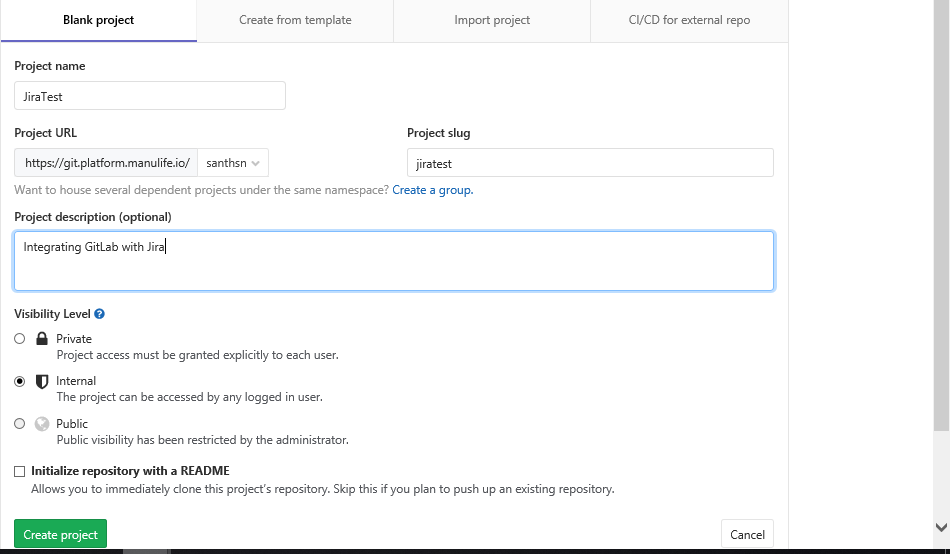 Blank project
Create from template
Import project
CI/CD for external repo
Project name
JiraTest
Project URL
Project slug
https://git.platform.manulife.io/ santhsn
jiratest
Want to house several dependent projects under the same namespace? Create a group.
Project description (optional)
Integrating GitLab with Jira
Visibility Level ?
Private
Project access must be granted explicitly to each user.
Internal
The project can be accessed by any logged in user.
Public
Public visibility has been restricted by the administrator.
Initialize repository with a README
Allows you to immediately clone this project's repository. Skip this if you plan to push up an existing repository.
Create project
Cancel